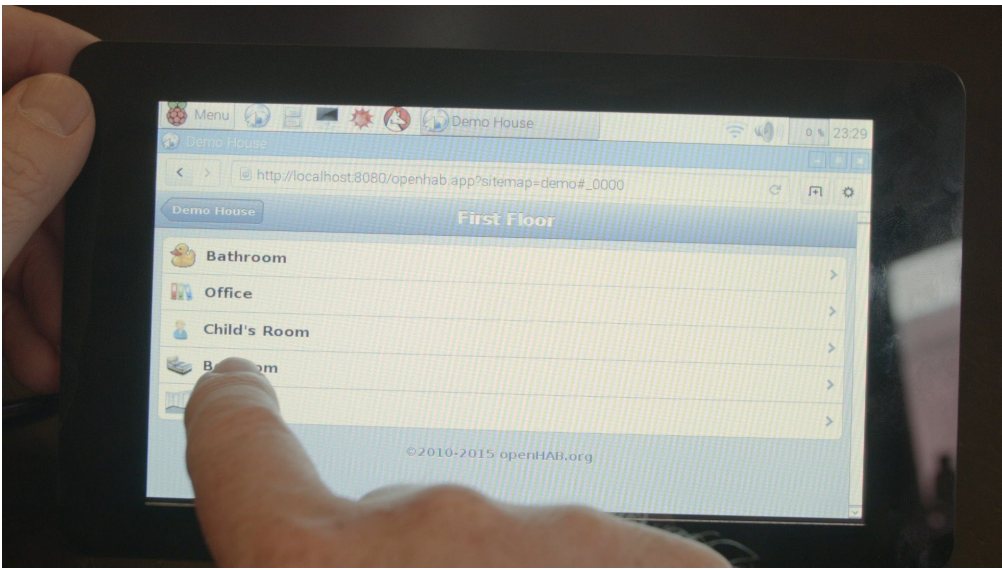 Menu
Demo House
0 %
23:29
Demo House
http://localhost:8080/openhab.app?sitemap=demo#_0000
Demo House
First Floor
Bathroom
Office
Child's Room
©2010-2015 openHAB.org